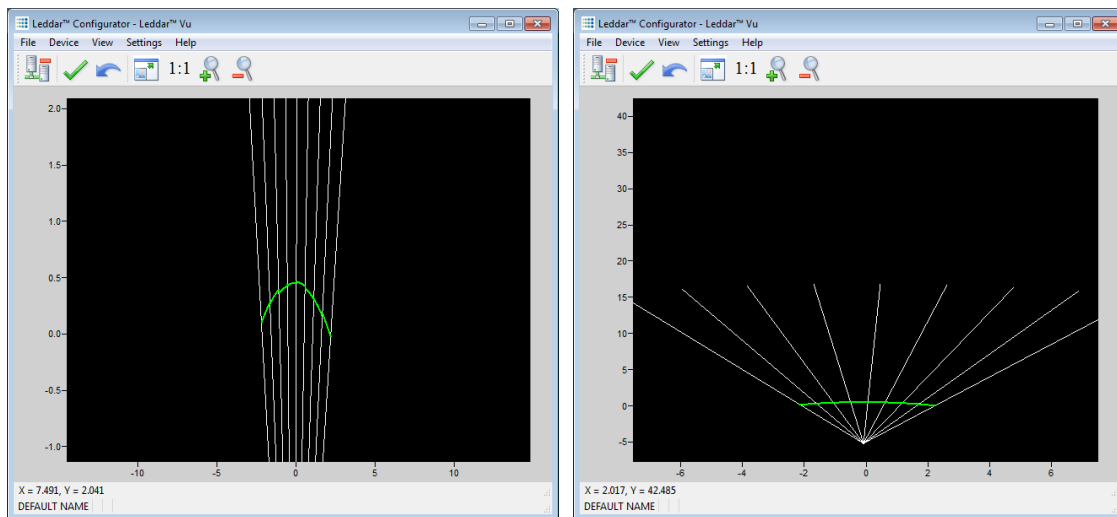 Leddar™ Configurator - Leddar™ Vu
File Device View Settings Help
1:1
2.0
1.5
1.0
0.5
0.0
-0.5
-1.0
-10 -5 0 5 10
X = 7.491, Y = 2.041
DEFAULT NAME
Leddar™ Configurator - Leddar™ Vu
File Device View Settings Help
1:1
40
35
30
25
20
15
10
5
0
-5
-6 -4 -2 0 2 4 6
X = 2.017, Y = 42.485
DEFAULT NAME